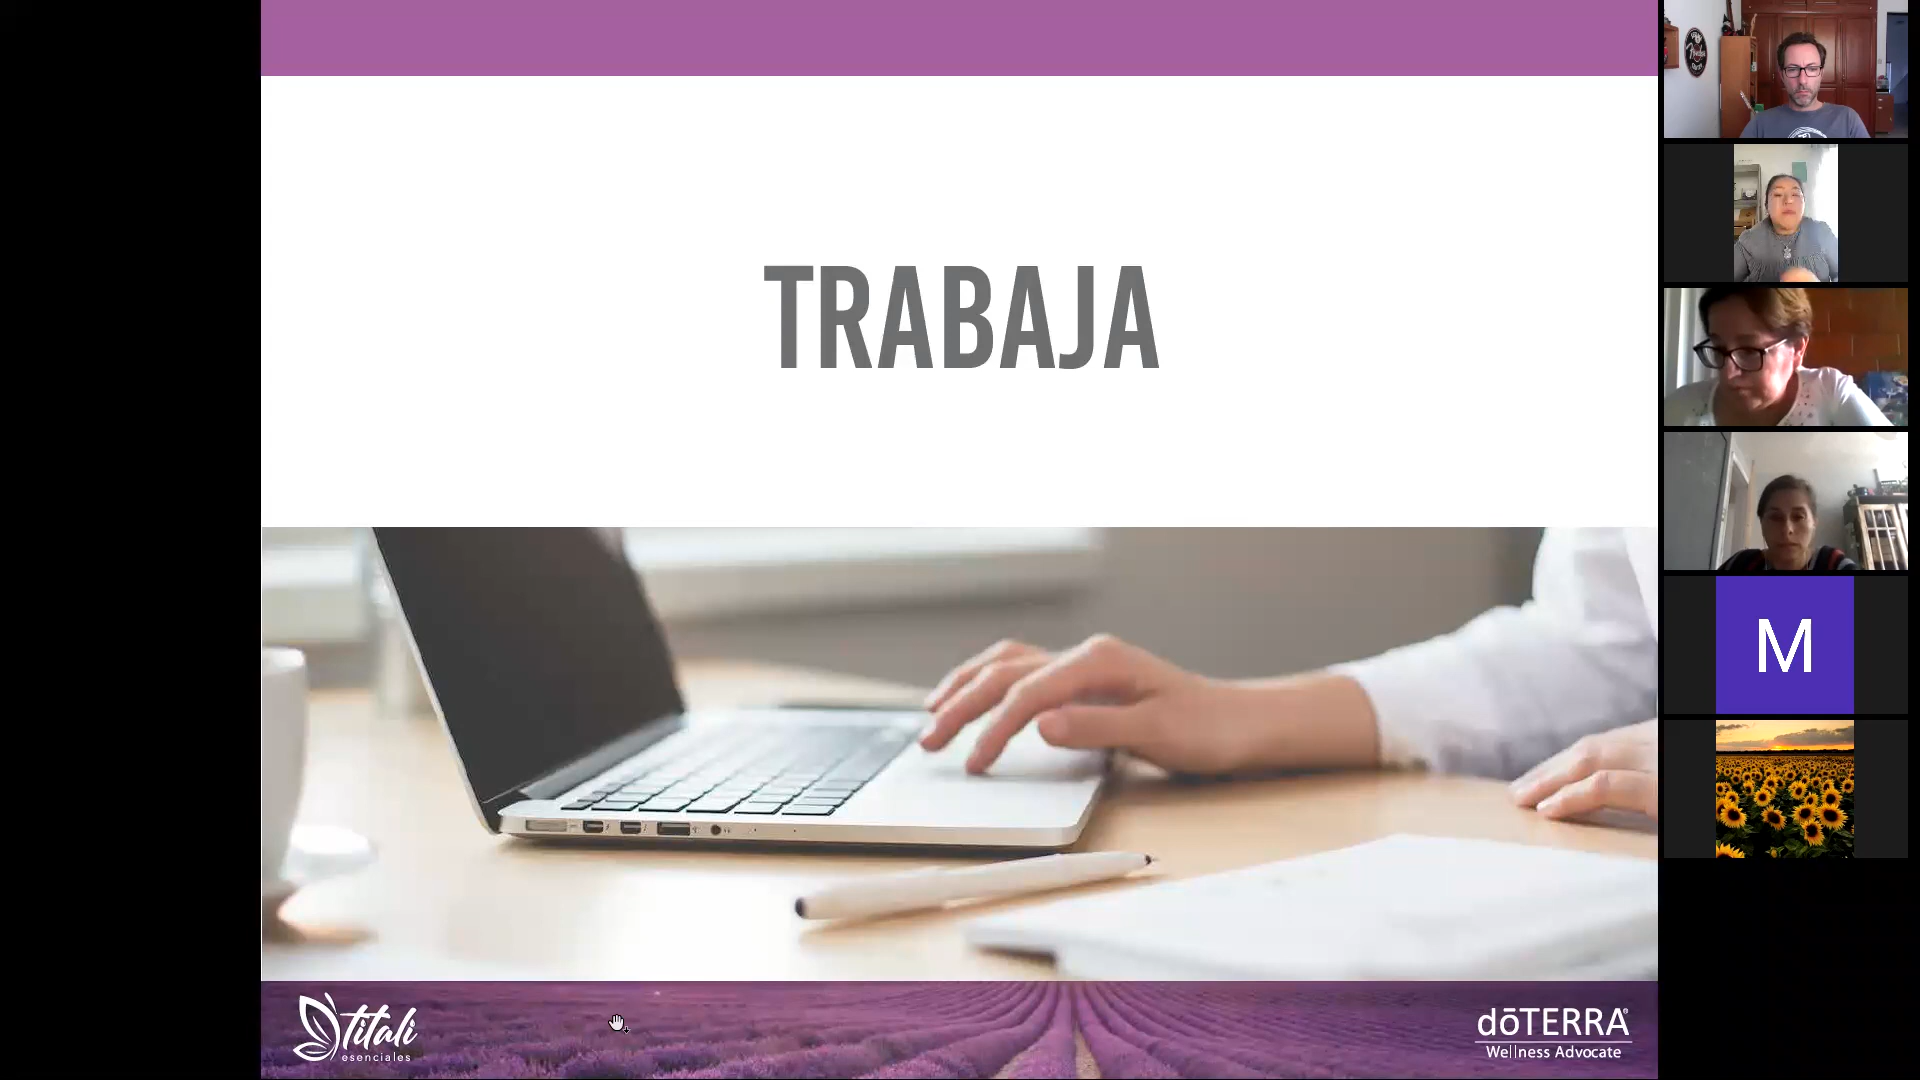 TRABAJA
titali
esenciales
dōTERRA®
Wellness Advocate
M